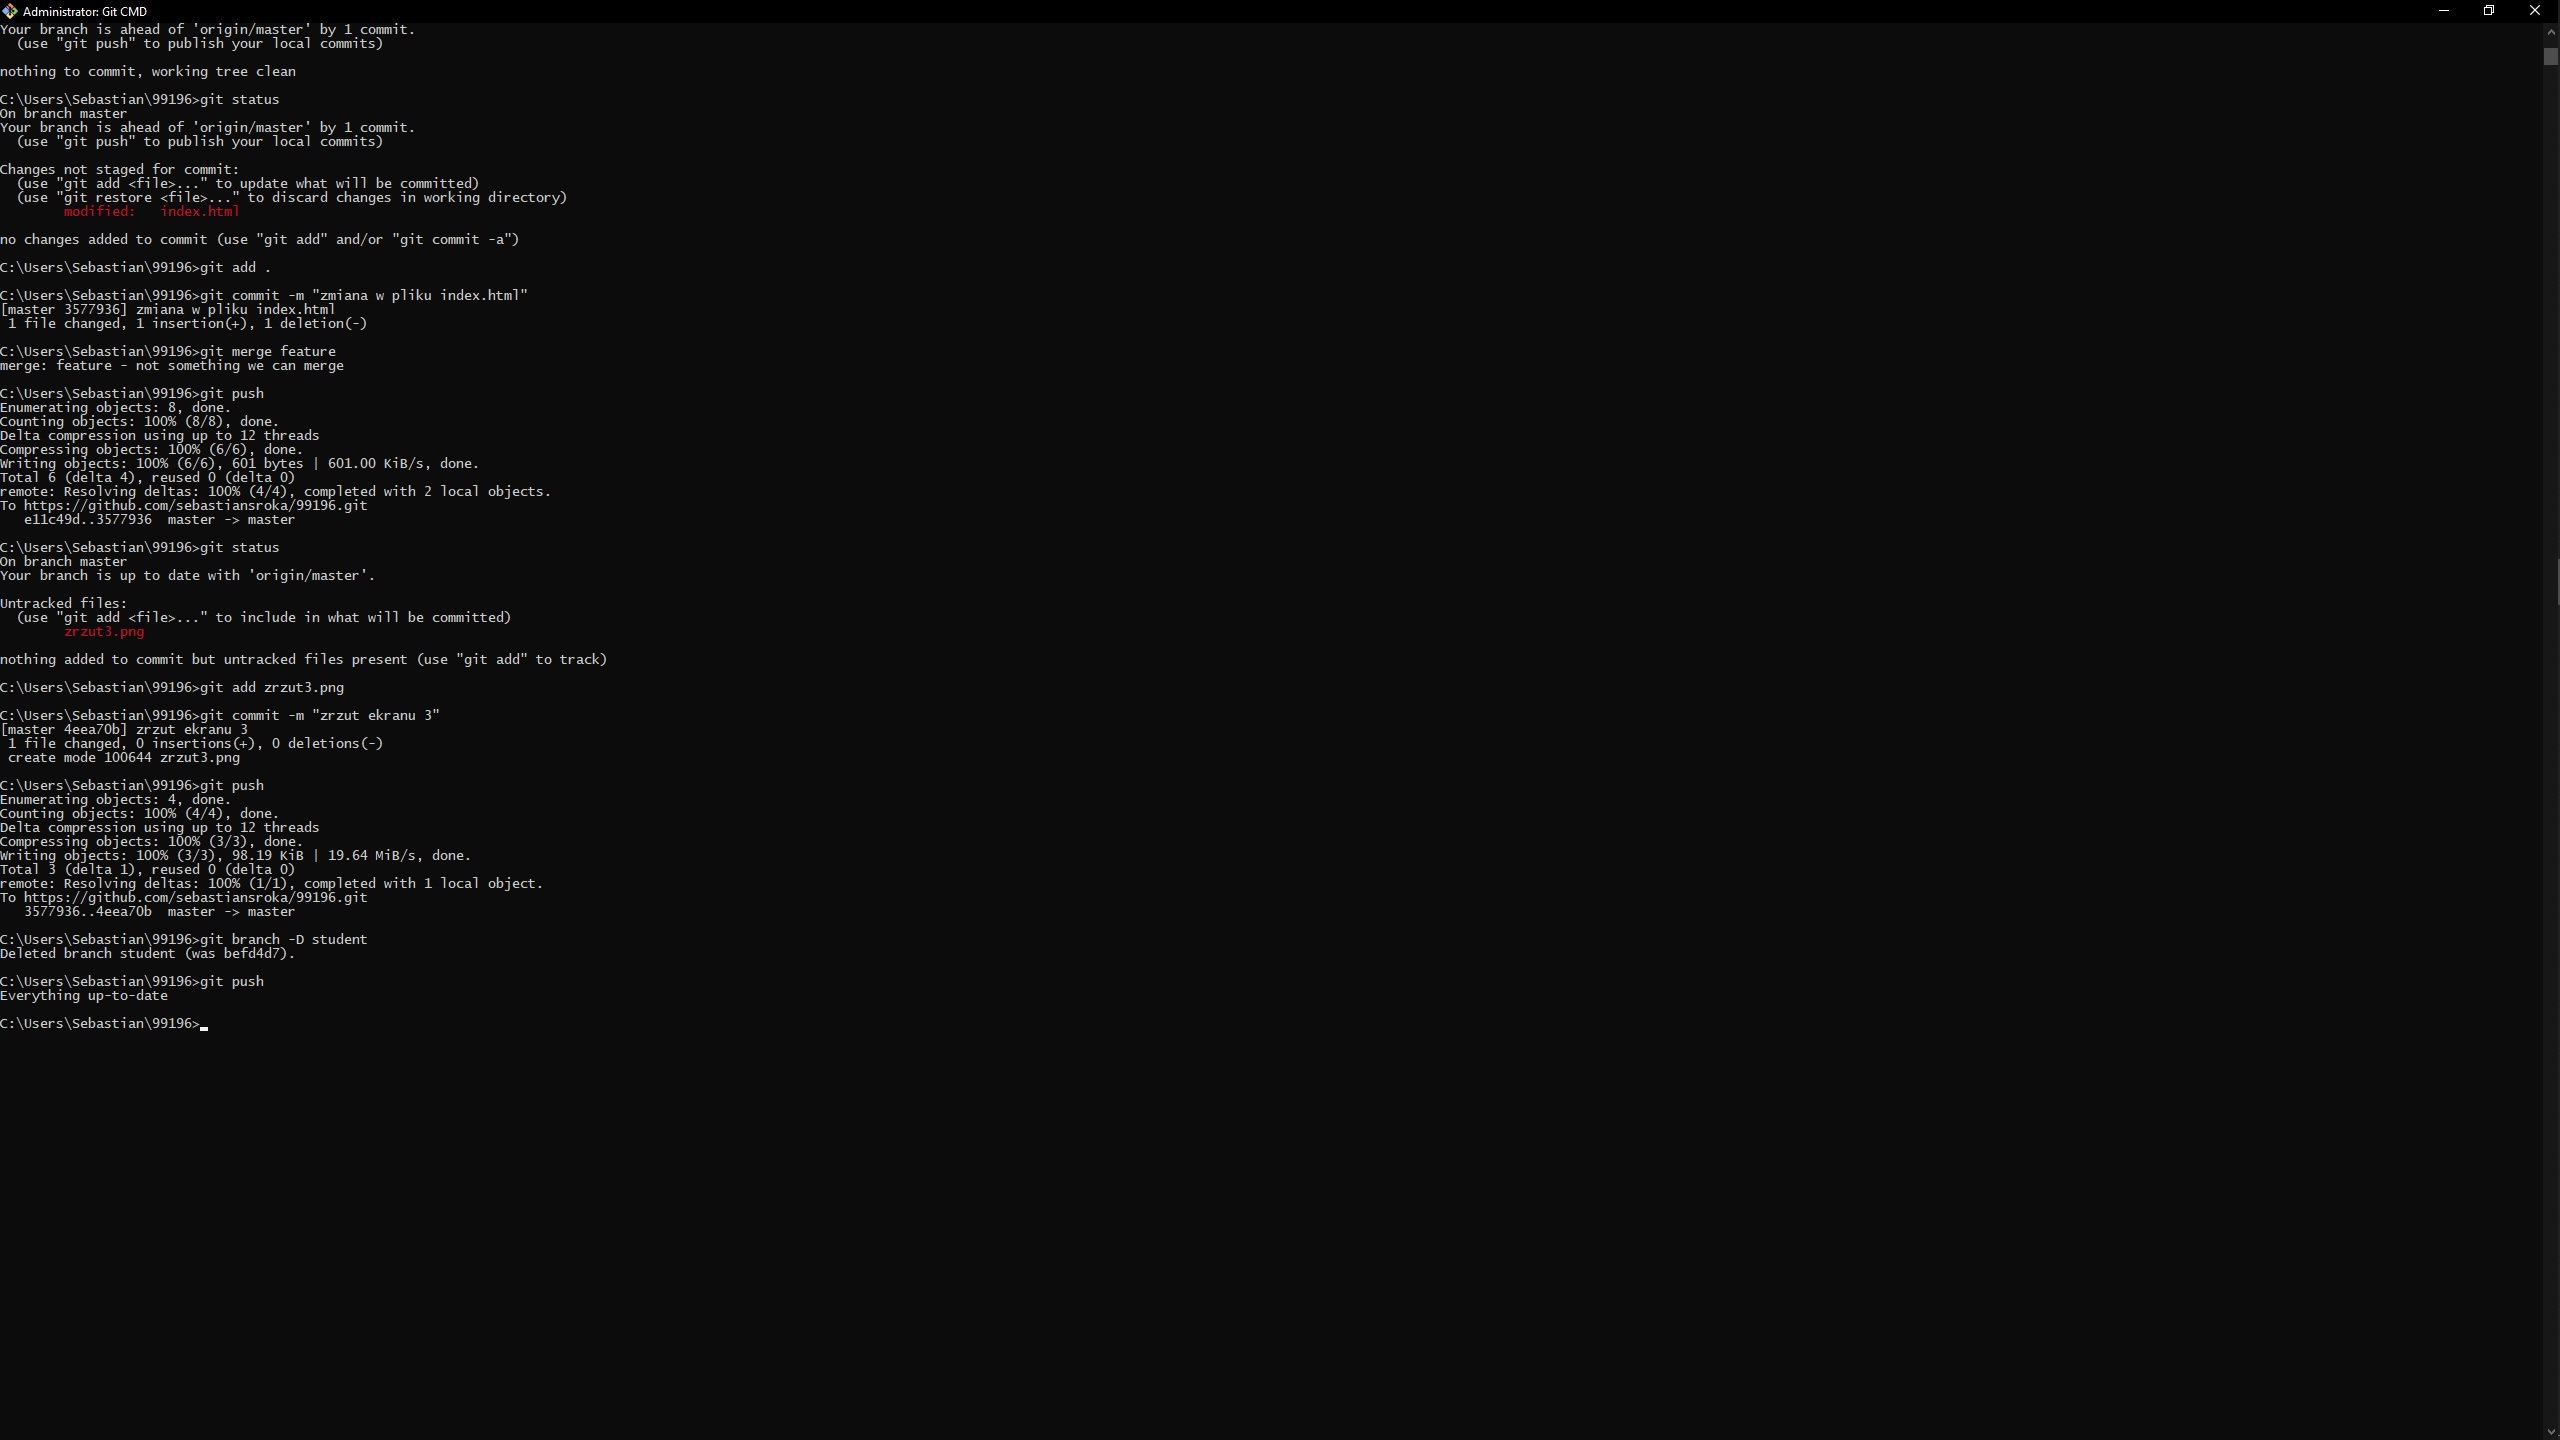 Administrator: Git CMD
Your branch is ahead of 'origin/master' by 1 commit.
  (use "git push" to publish your local commits)
nothing to commit, working tree clean
C:\Users\Sebastian\99196>git status
On branch master
Your branch is ahead of 'origin/master' by 1 commit.
  (use "git push" to publish your local commits)
Changes not staged for commit:
  (use "git add <file>..." to update what will be committed)
  (use "git restore <file>..." to discard changes in working directory)
        modified:   index.html
no changes added to commit (use "git add" and/or "git commit -a")
C:\Users\Sebastian\99196>git add .
C:\Users\Sebastian\99196>git commit -m "zmiana w pliku index.html"
[master 3577936] zmiana w pliku index.html
 1 file changed, 1 insertion(+), 1 deletion(-)
C:\Users\Sebastian\99196>git merge feature
merge: feature - not something we can merge
C:\Users\Sebastian\99196>git push
Enumerating objects: 8, done.
Counting objects: 100% (8/8), done.
Delta compression using up to 12 threads
Compressing objects: 100% (6/6), done.
Writing objects: 100% (6/6), 601 bytes | 601.00 KiB/s, done.
Total 6 (delta 4), reused 0 (delta 0)
remote: Resolving deltas: 100% (4/4), completed with 2 local objects.
To https://github.com/sebastiansroka/99196.git
   e11c49d..3577936  master -> master
C:\Users\Sebastian\99196>git status
On branch master
Your branch is up to date with 'origin/master'.
Untracked files:
  (use "git add <file>..." to include in what will be committed)
        zrzut3.png
nothing added to commit but untracked files present (use "git add" to track)
C:\Users\Sebastian\99196>git add zrzut3.png
C:\Users\Sebastian\99196>git commit -m "zrzut ekranu 3"
[master 4eea70b] zrzut ekranu 3
 1 file changed, 0 insertions(+), 0 deletions(-)
 create mode 100644 zrzut3.png
C:\Users\Sebastian\99196>git push
Enumerating objects: 4, done.
Counting objects: 100% (4/4), done.
Delta compression using up to 12 threads
Compressing objects: 100% (3/3), done.
Writing objects: 100% (3/3), 98.19 KiB | 19.64 MiB/s, done.
Total 3 (delta 1), reused 0 (delta 0)
remote: Resolving deltas: 100% (1/1), completed with 1 local object.
To https://github.com/sebastiansroka/99196.git
   3577936..4eea70b  master -> master
C:\Users\Sebastian\99196>git branch -D student
Deleted branch student (was befd4d7).
C:\Users\Sebastian\99196>git push
Everything up-to-date
C:\Users\Sebastian\99196>